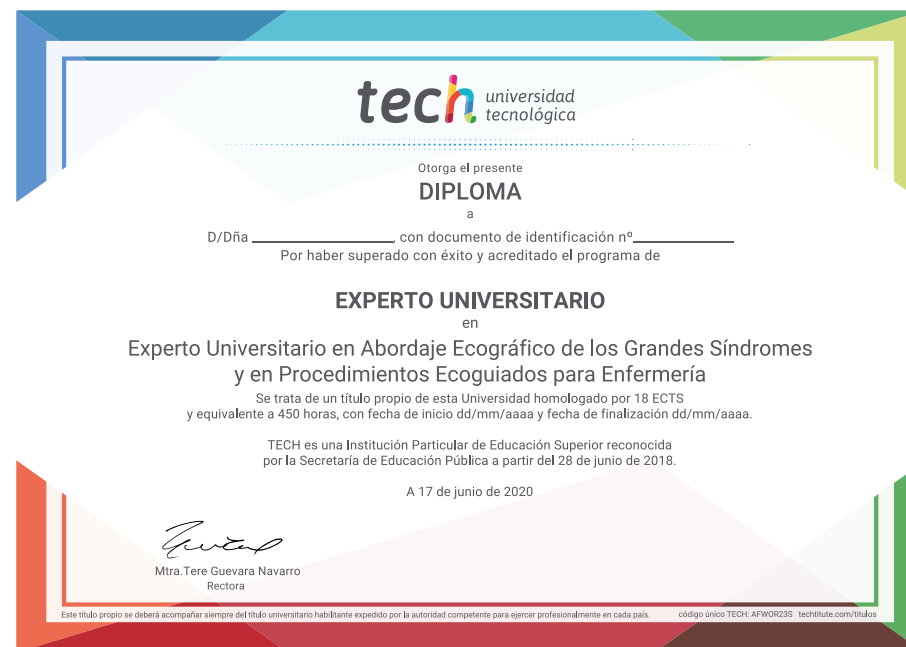 tech universidad
tecnológica
Otorga el presente
DIPLOMA
a
D/Dña ____________________, con documento de identificación nº______________
Por haber superado con éxito y acreditado el programa de
EXPERTO UNIVERSITARIO
en
Experto Universitario en Abordaje Ecográfico de los Grandes Síndromes
y en Procedimientos Ecoguiados para Enfermería
Se trata de un título propio de esta Universidad homologado por 18 ECTS
y equivalente a 450 horas, con fecha de inicio dd/mm/aaaa y fecha de finalización dd/mm/aaaa.
TECH es una Institución Particular de Educación Superior reconocida
por la Secretaría de Educación Pública a partir del 28 de junio de 2018.
A 17 de junio de 2020
Mtra.Tere Guevara Navarro
Rectora
Este título propio se deberá acompañar siempre del título universitario habilitante expedido por la autoridad competente para ejercer profesionalmente en cada país. código único TECH: AFWOR23S techtitute.com/titulos